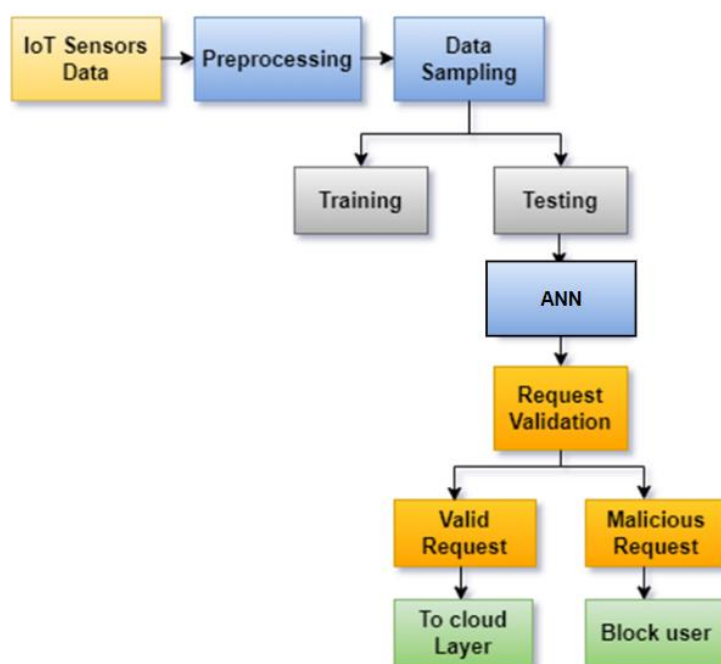 IoT Sensors
Data
Preprocessing
Data
Sampling
Training
Testing
ANN
Request
Validation
Valid
Request
Malicious
Request
To cloud
Layer
Block user